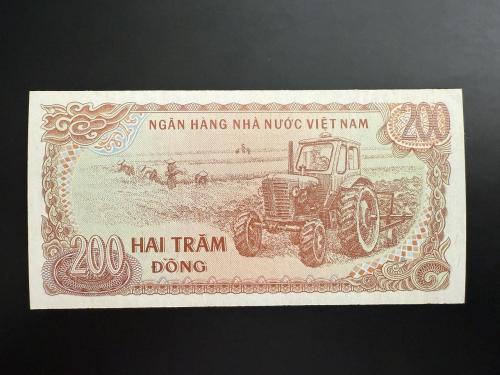 NGÂN HÀNG NHÀ NƯỚC VIỆT NAM
200
200
HAI TRĂM
ĐỒNG